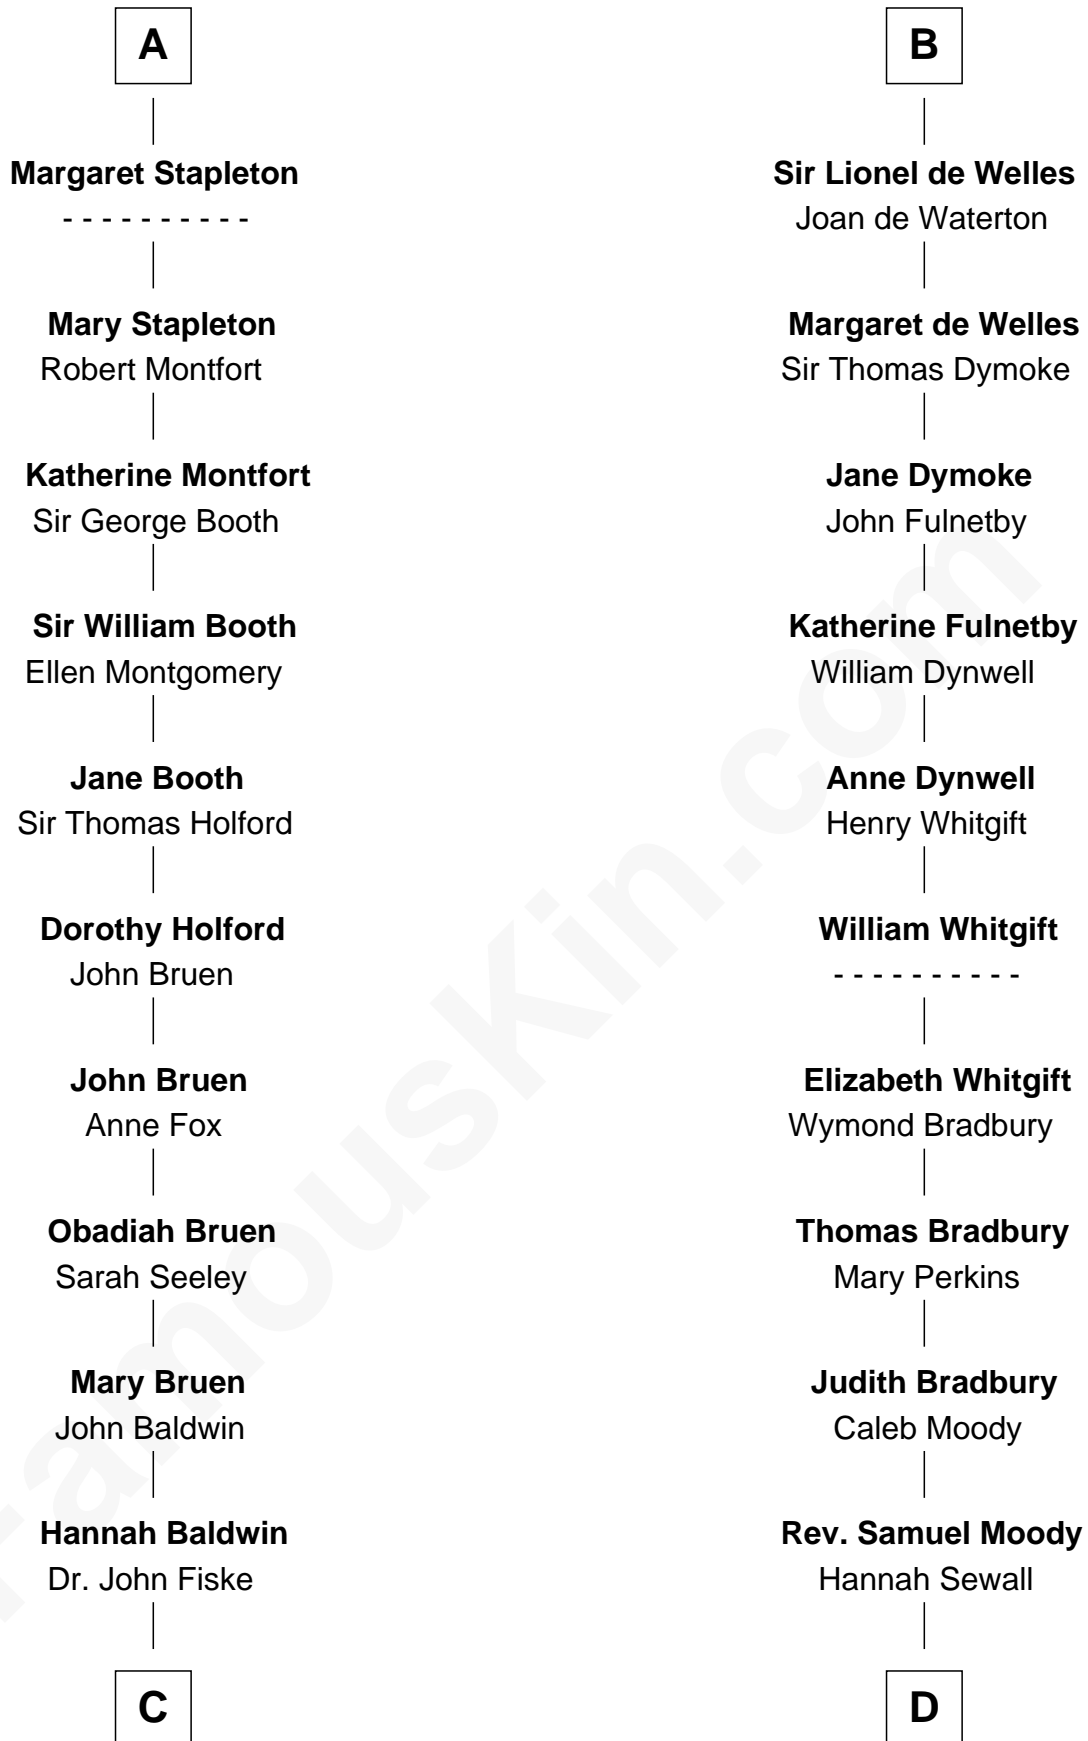 A
Margaret Stapleton
- - - - - - - - - -
Mary Stapleton
Robert Montfort
Katherine Montfort
Sir George Booth
Sir William Booth
Ellen Montgomery
Jane Booth
Sir Thomas Holford
Dorothy Holford
John Bruen
John Bruen
Anne Fox
Obadiah Bruen
Sarah Seeley
Mary Bruen
John Baldwin
Hannah Baldwin
Dr. John Fiske
C
B
Sir Lionel de Welles
Joan de Waterton
Margaret de Welles
Sir Thomas Dymoke
Jane Dymoke
John Fulnetby
Katherine Fulnetby
William Dynwell
Anne Dynwell
Henry Whitgift
William Whitgift
- - - - - - - - - -
Elizabeth Whitgift
Wymond Bradbury
Thomas Bradbury
Mary Perkins
Judith Bradbury
Caleb Moody
Rev. Samuel Moody
Hannah Sewall
D
FamousKin.com